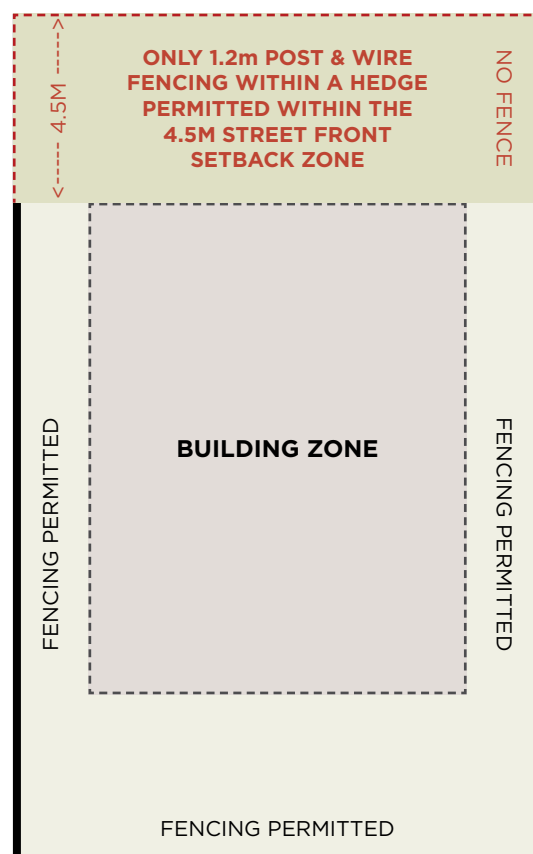 ONLY 1.2m POST & WIRE
FENCING WITHIN A HEDGE
PERMITTED WITHIN THE
4.5M STREET FRONT
SETBACK ZONE
4.5M
NO FENCE
BUILDING ZONE
FENCING PERMITTED
FENCING PERMITTED
FENCING PERMITTED